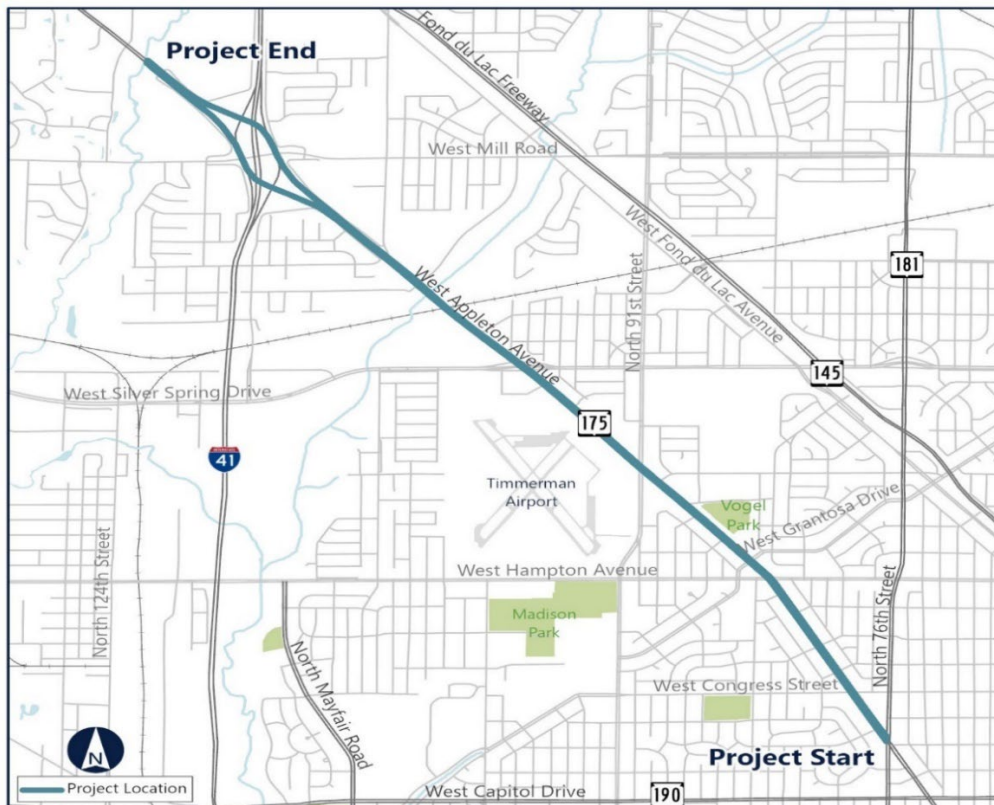 Project End
Fond du Lac Freeway
West Mill Road
West Fond du Lac Avenue
North 91st Street
181
West Appleton Avenue
145
West Silver Spring Drive
175
INTERSTATE
41
Timmerman
Airport
Vogel
Park
West Grantosa Drive
West Hampton Avenue
North 124th Street
Madison
Park
North 76th Street
North Mayfair Road
West Congress Street
Project Start
N
Project Location
West Capitol Drive
190